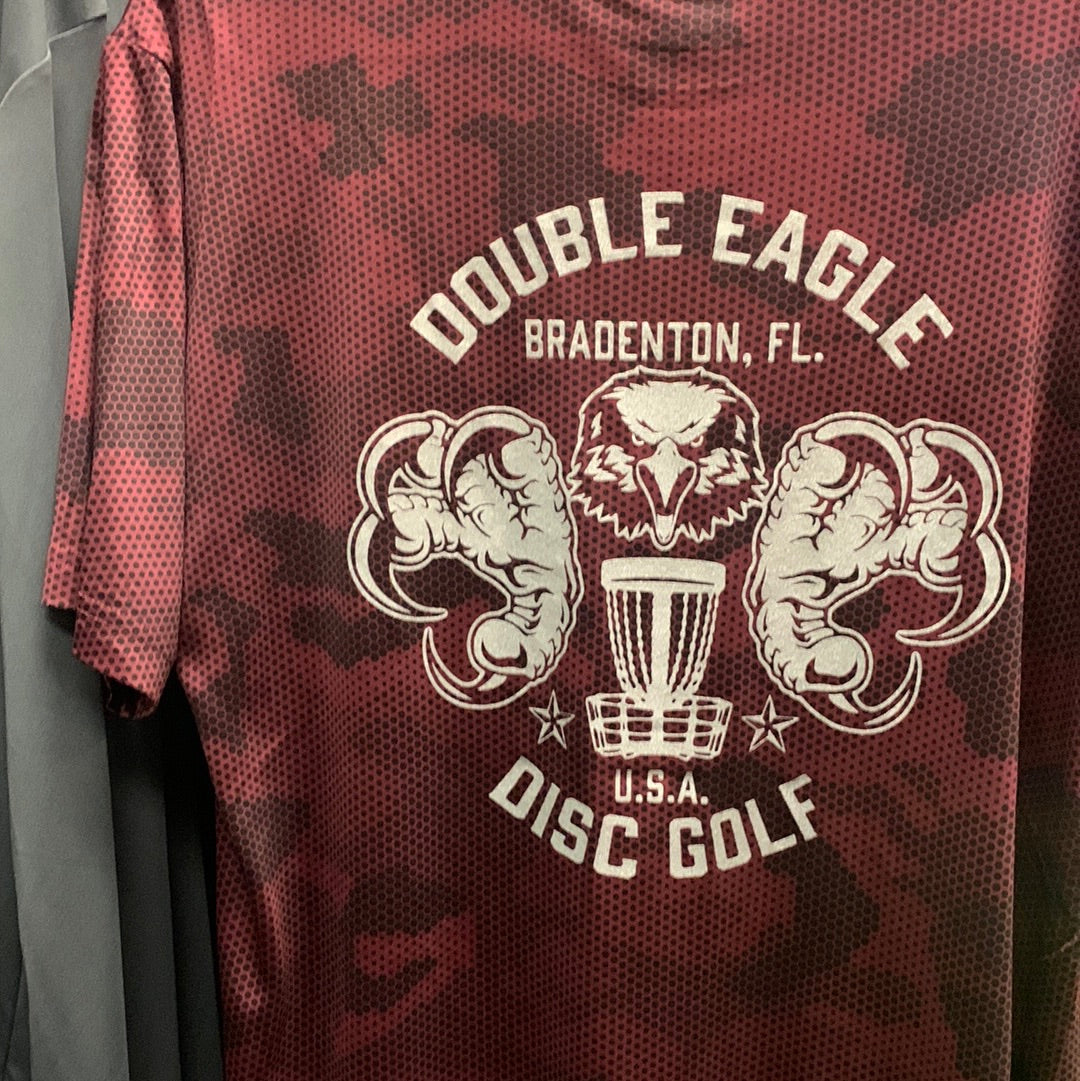 DOUBLE EAGLE
BRADENTON, FL.
U.S.A.
DISC GOLF